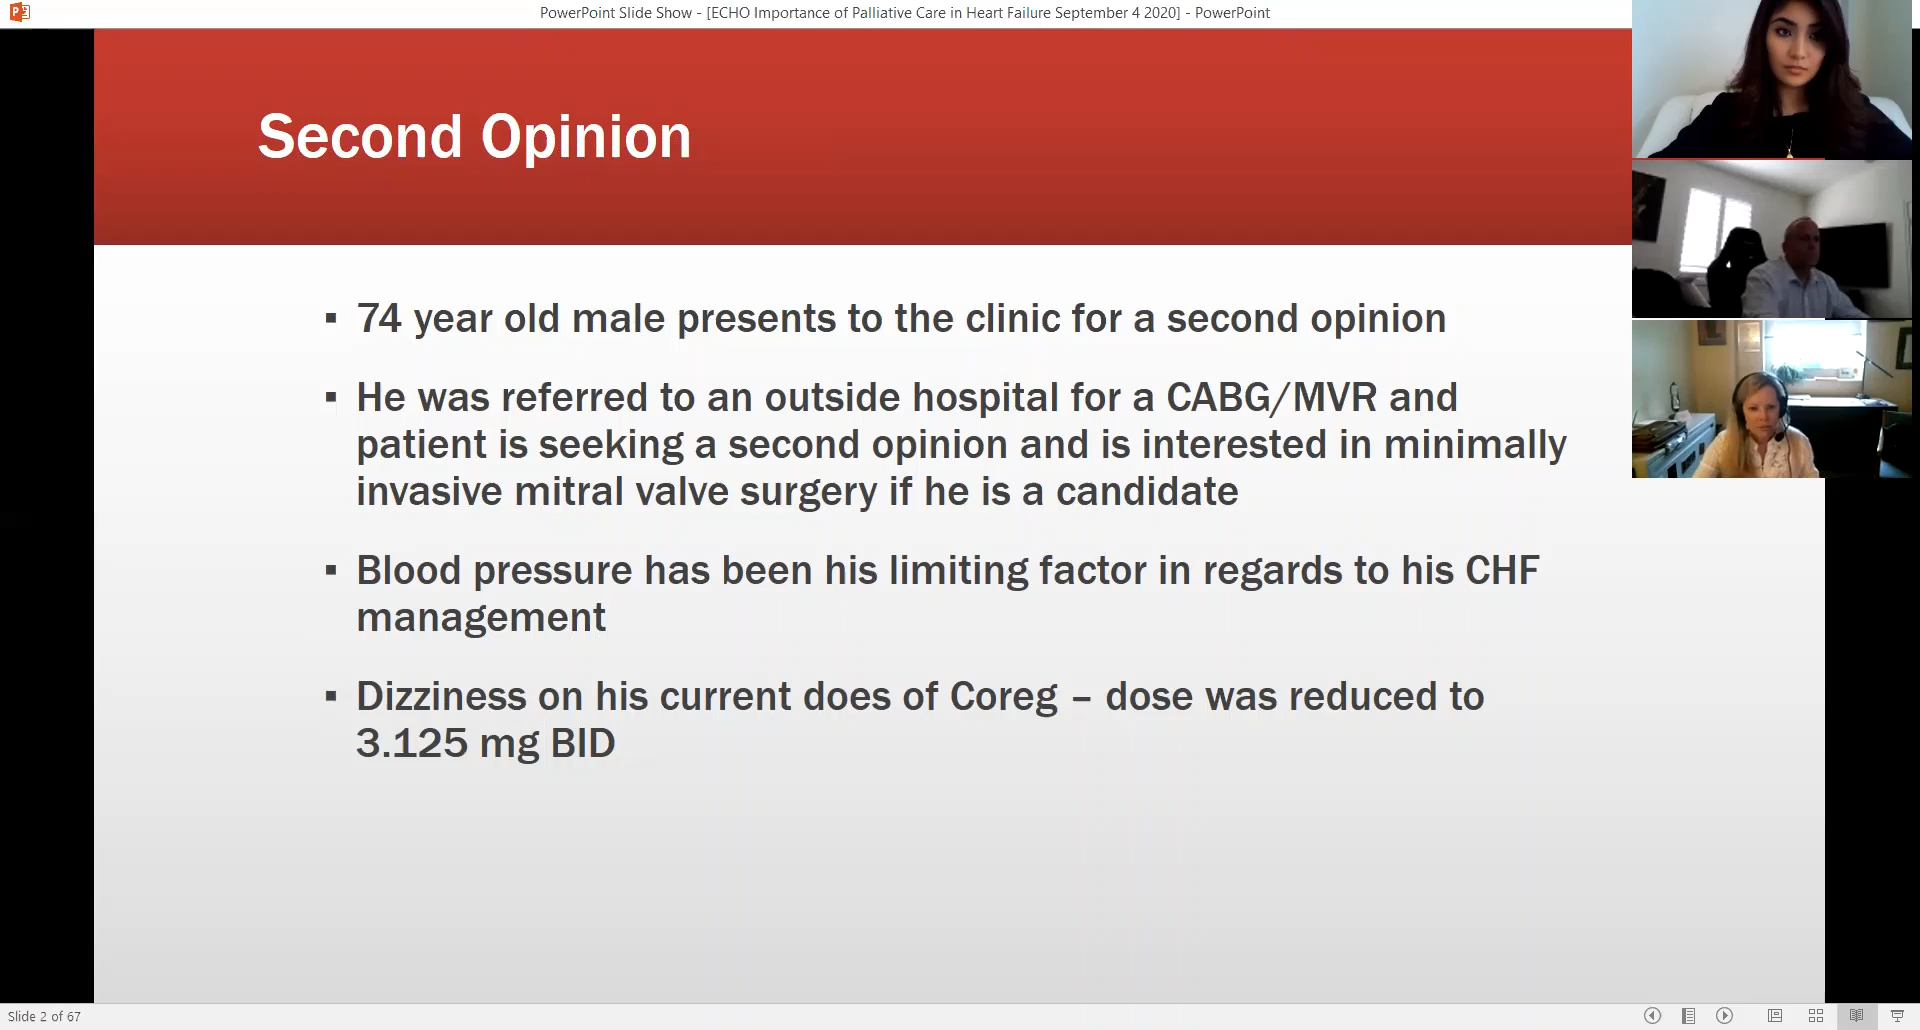 PowerPoint Slide Show - [ECHO Importance of Palliative Care in Heart Failure September 4 2020] - PowerPoint
Second Opinion
▪ 74 year old male presents to the clinic for a second opinion
▪ He was referred to an outside hospital for a CABG/MVR and
patient is seeking a second opinion and is interested in minimally
invasive mitral valve surgery if he is a candidate
▪ Blood pressure has been his limiting factor in regards to his CHF
management
▪ Dizziness on his current does of Coreg – dose was reduced to
3.125 mg BID
Slide 2 of 67